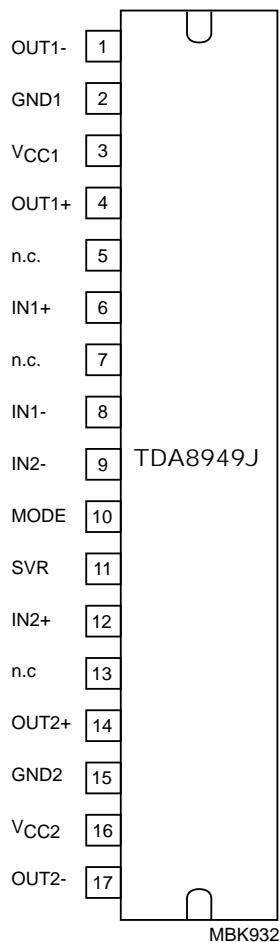 OUT1- 1
GND1 2
VCC1 3
OUT1+ 4
n.c. 5
IN1+ 6
n.c. 7
IN1- 8
IN2- 9 TDA8949J
MODE 10
SVR 11
IN2+ 12
n.c 13
OUT2+ 14
GND2 15
VCC2 16
OUT2- 17
MBK932